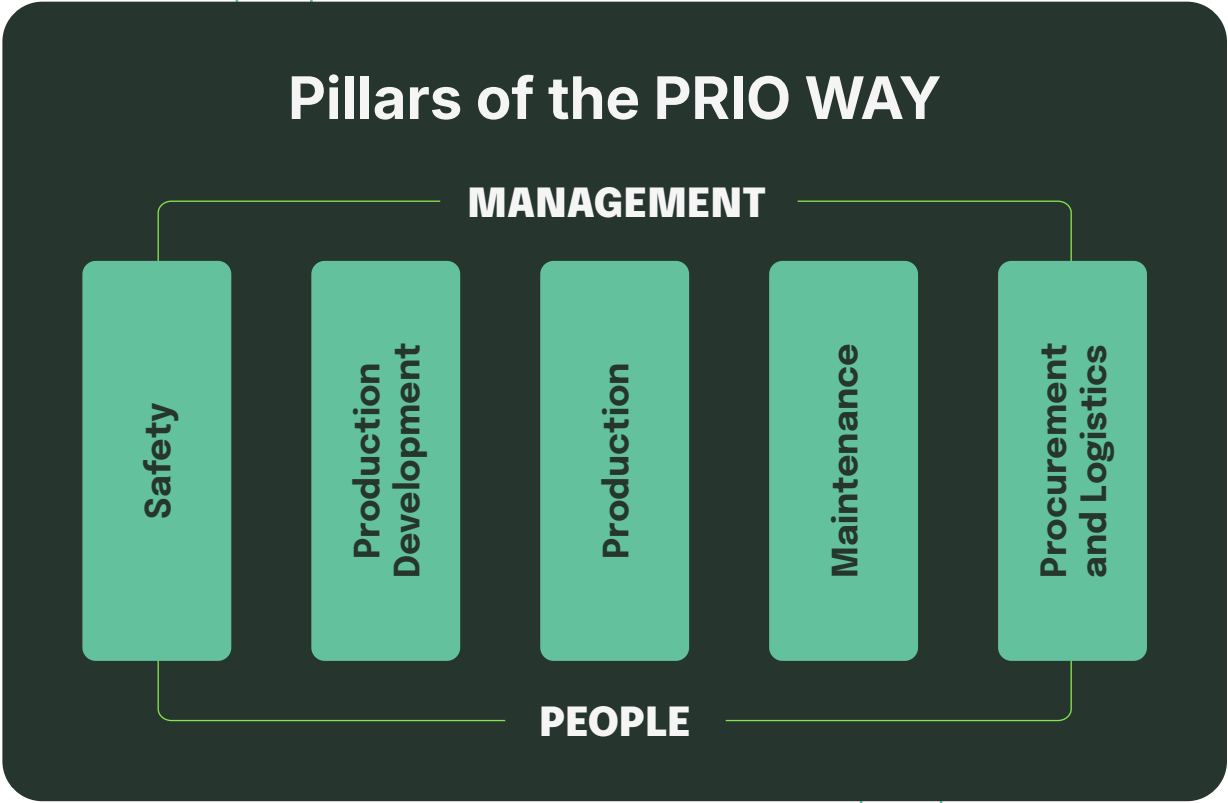 Pillars of the PRIO WAY
MANAGEMENT
Safety
Production
Development
Production
Maintenance
Procurement
and Logistics
PEOPLE